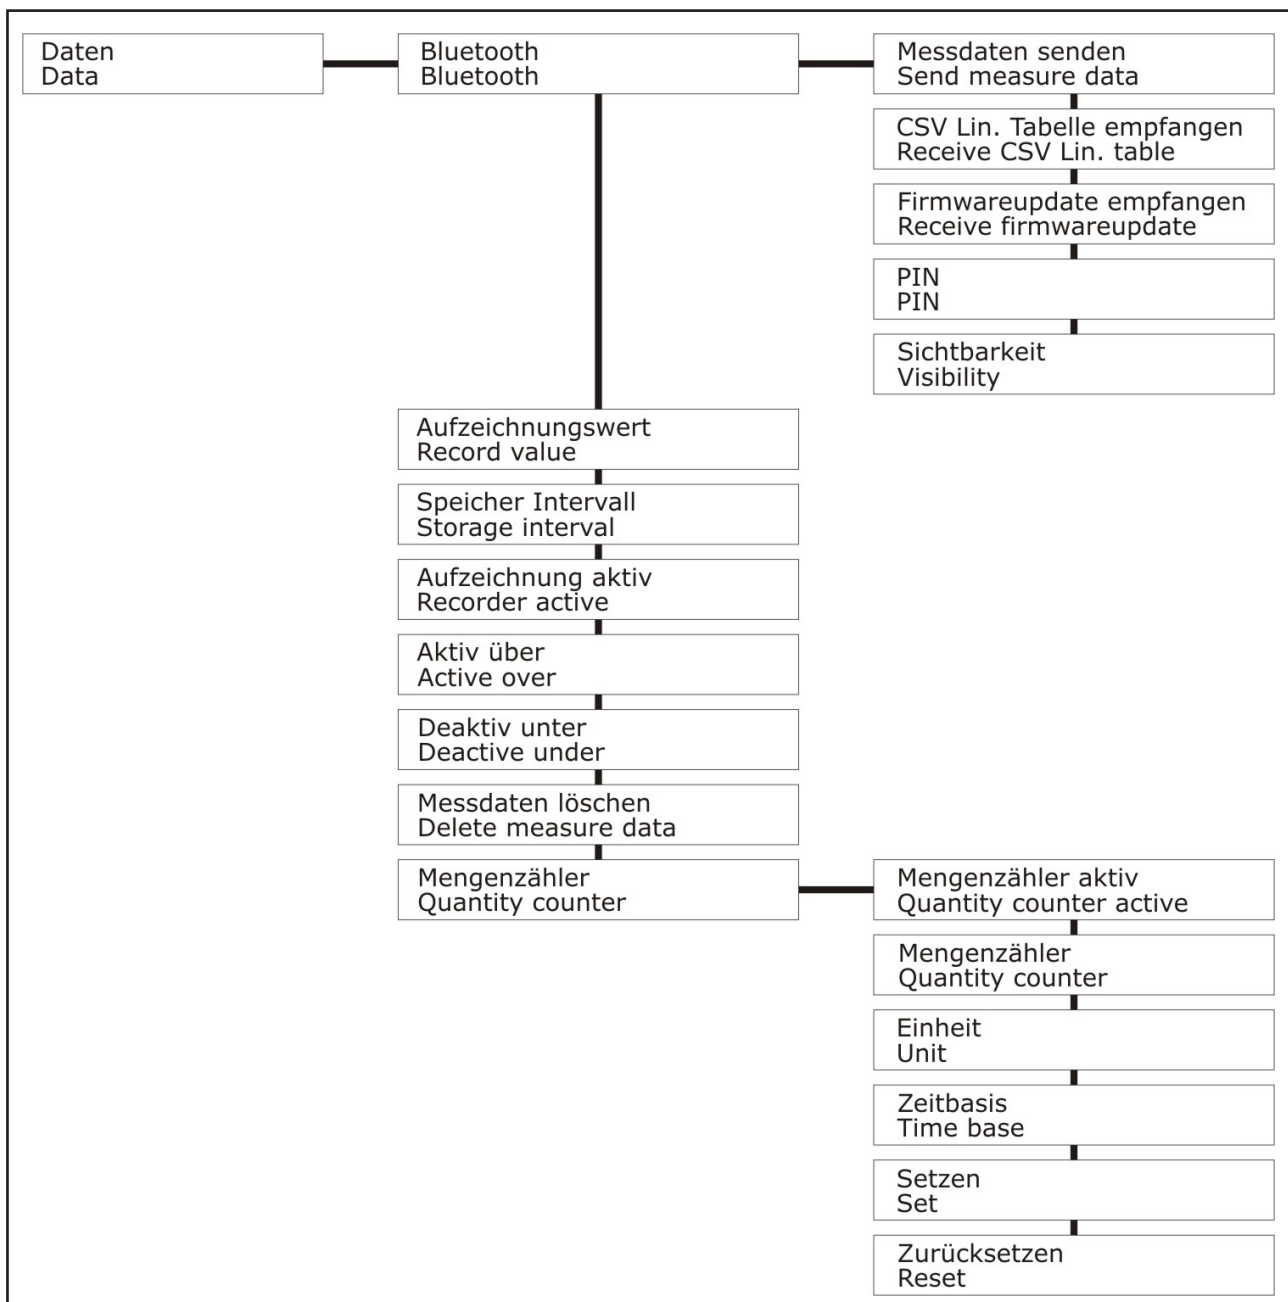 Daten
Data
Bluetooth
Bluetooth
Messdaten senden
Send measure data
CSV Lin. Tabelle empfangen
Receive CSV Lin. table
Firmwareupdate empfangen
Receive firmwareupdate
PIN
PIN
Sichtbarkeit
Visibility
Aufzeichnungswert
Record value
Speicher Intervall
Storage interval
Aufzeichnung aktiv
Recorder active
Aktiv über
Active over
Deaktiv unter
Deactive under
Messdaten löschen
Delete measure data
Mengenzähler
Quantity counter
Mengenzähler aktiv
Quantity counter active
Mengenzähler
Quantity counter
Einheit
Unit
Zeitbasis
Time base
Setzen
Set
Zurücksetzen
Reset